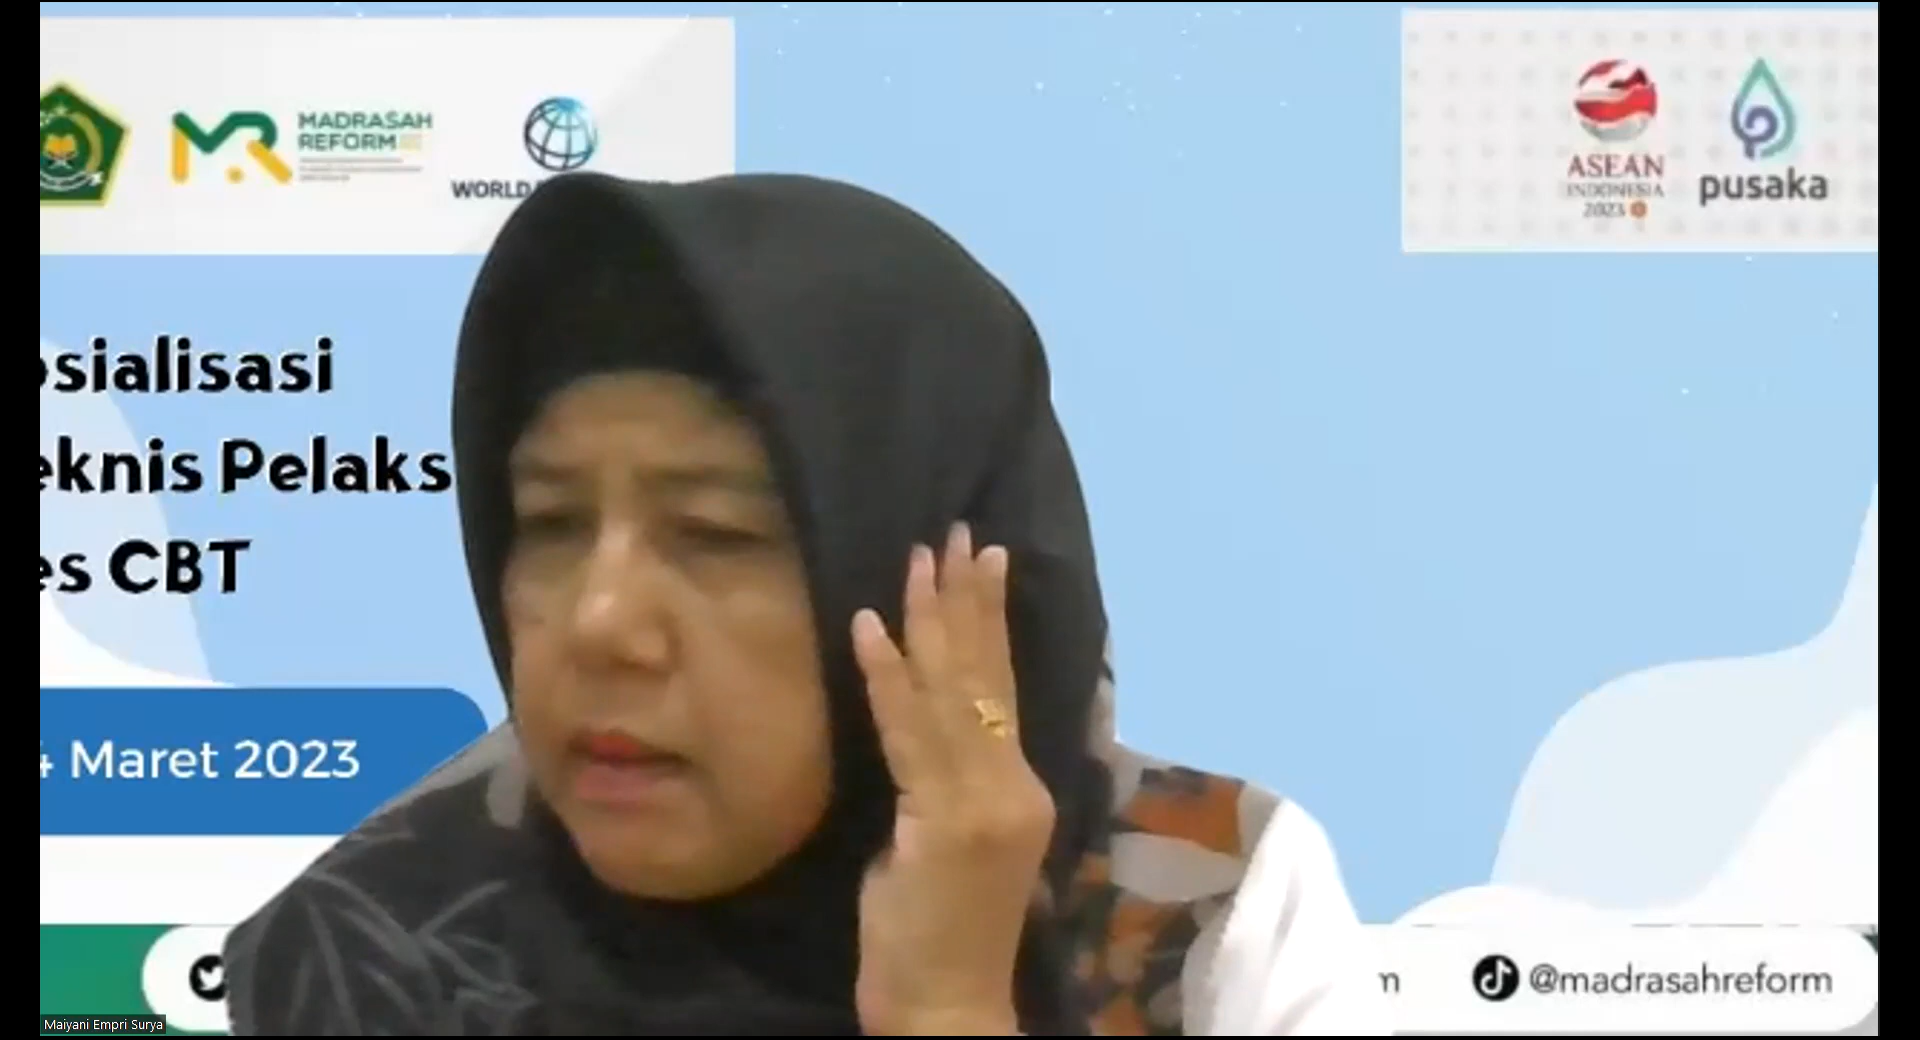 MADRASAH
REFORM
WORLD
ASEAN
INDONESIA
2023
pusaka
osialisasi
eknis Pelaks
es CBT
4 Maret 2023
m
@madrasahreform
Maiyani Empri Surya